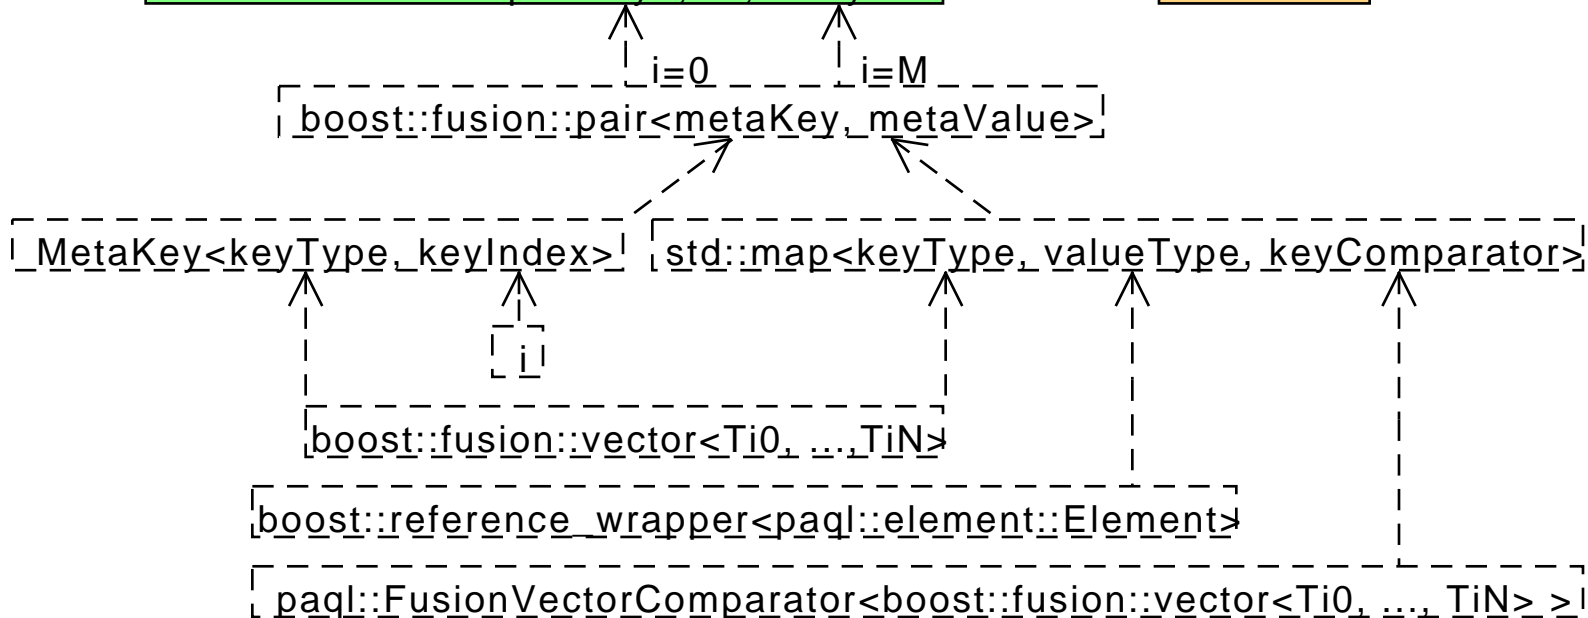 i=0 i=M
boost::fusion::pair<metaKey, metaValue>
MetaKey<keyType, keyIndex> std::map<keyType, valueType, keyComparator>
i
boost::fusion::vector<Ti0, ...,TiN>
boost::reference_wrapper<paql::element::Element>
paql::FusionVectorComparator<boost::fusion::vector<Ti0, ..., TiN> >